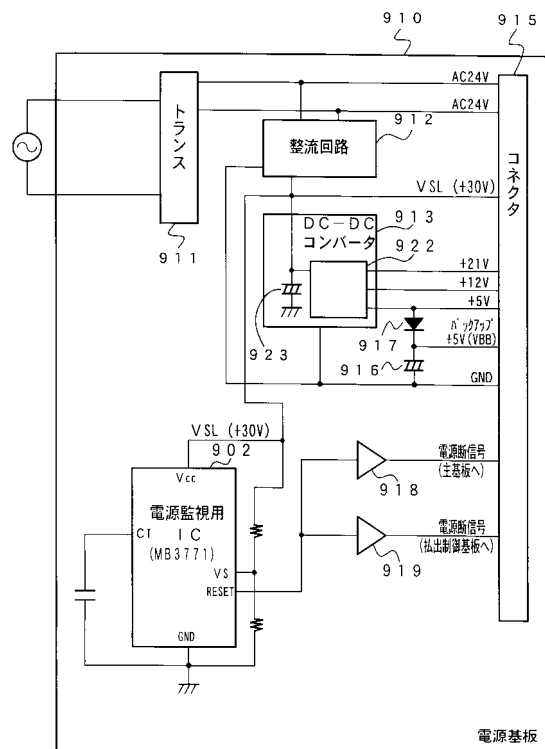 910
915
AC24V
AC24V
トランス
911
整流回路
912
コネクタ
VSL (+30V)
DC-DC
コンバータ
913
922
+21V
+12V
+5V
923
917
バックアップ
+5V(VBB)
916
GND
VSL (+30V)
902
Vcc
電源監視用
IC
(MB3771)
CT
VS
RESET
GND
電源断信号
(主基板へ)
918
電源断信号
(払出制御基板へ)
919
電源基板